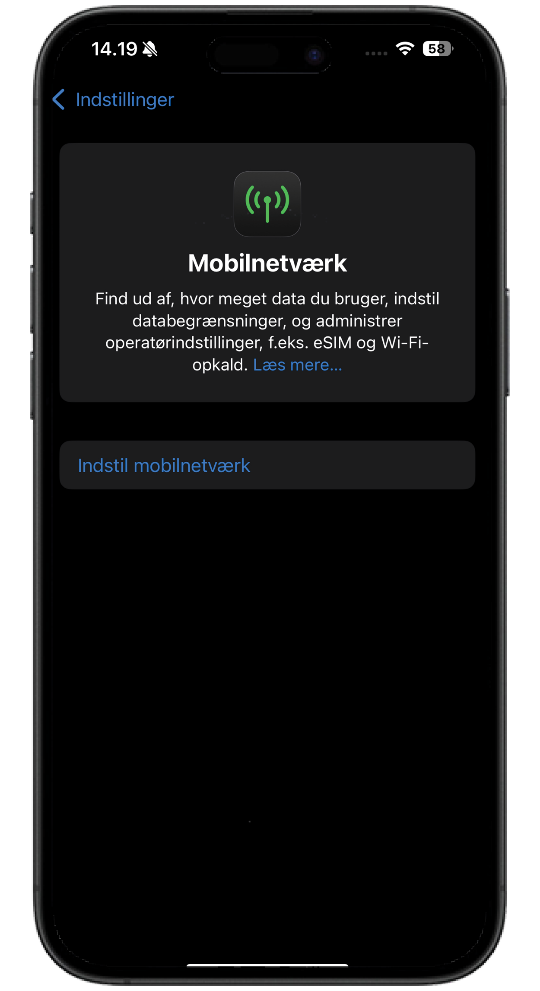 14.19
58
Indstillinger
Mobilnetværk
Find ud af, hvor meget data du bruger, indstil
databegrænsninger, og administrer
operatørindstillinger, f.eks. eSIM og Wi-Fi-
opkald. Læs mere...
Indstil mobilnetværk